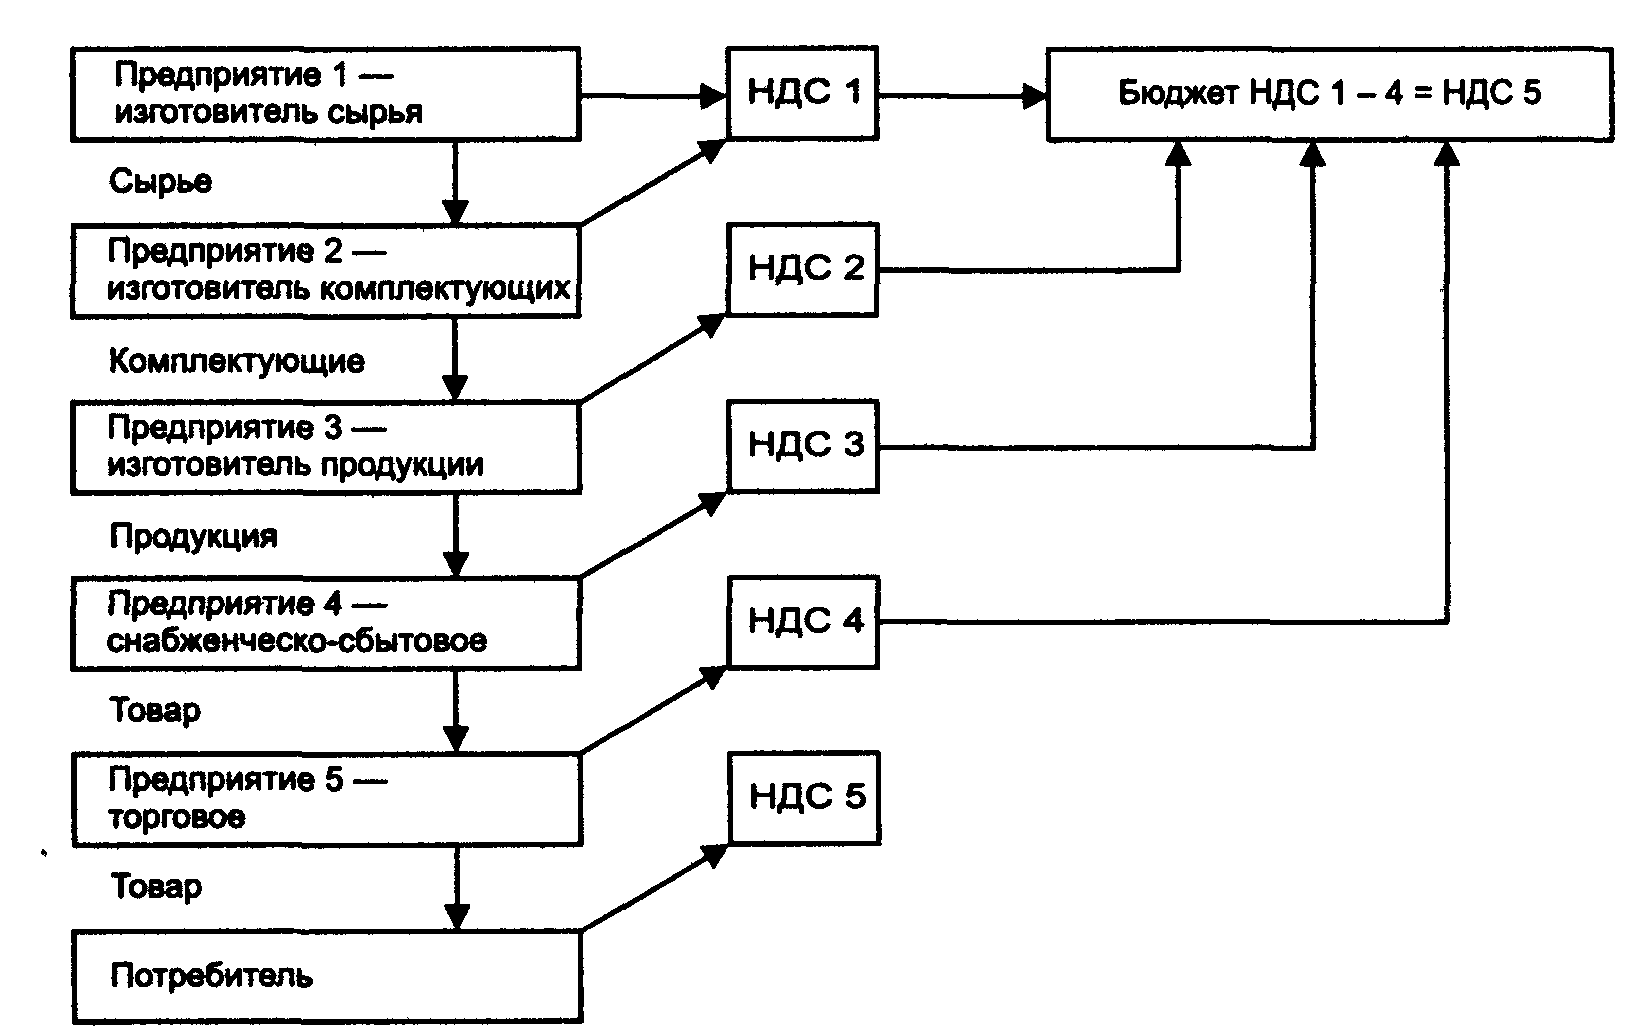 Предприятие 1 —
изготовитель сырья
НДС 1
Бюджет НДС 1 – 4 = НДС 5
Сырье
Предприятие 2 —
изготовитель комплектующих
НДС 2
Комплектующие
Предприятие 3 —
изготовитель продукции
НДС 3
Продукция
Предприятие 4 —
снабженческо-сбытовое
НДС 4
Товар
Предприятие 5 —
торговое
НДС 5
Товар
Потребитель